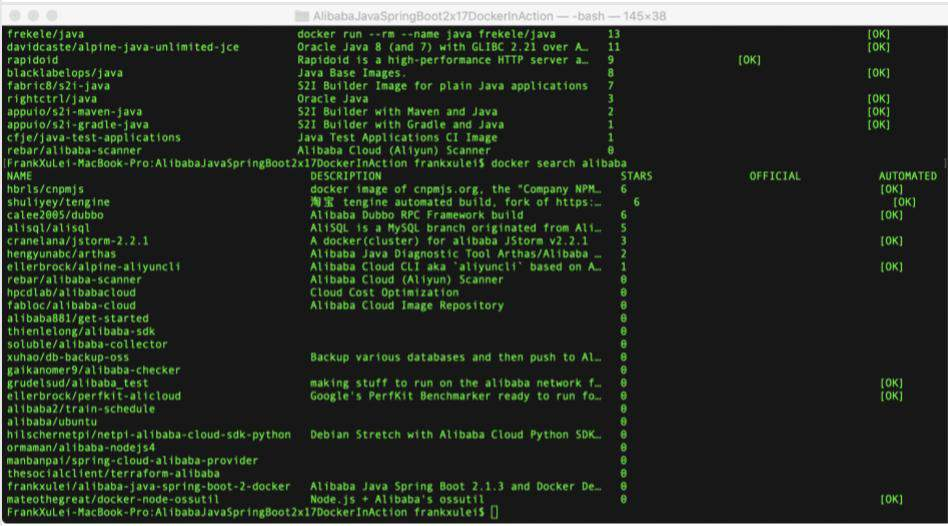 AlibabaJavaSpringBoot2x17DockerInAction — -bash — 145×38
frekele/java docker run --rm --name java frekele/java 13 [OK]
davidcaste/alpine-java-unlimited-jce Oracle Java 8 (and 7) with GLIBC 2.21 over A… 11 [OK]
rapidoid Rapidoid is a high-performance HTTP server a… 9 [OK]
blacklabelops/java Java Base Images. 8 [OK]
fabric8/s2i-java S2I Builder Image for plain Java applications 7
rightctrl/java Oracle Java 3 [OK]
appuio/s2i-maven-java S2I Builder with Maven and Java 2 [OK]
appuio/s2i-gradle-java S2I Builder with Gradle and Java 1 [OK]
cfje/java-test-applications Java Test Applications CI Image 1
rebar/alibaba-scanner Alibaba Cloud (Aliyun) Scanner 0
[FrankXuLei-MacBook-Pro:AlibabaJavaSpringBoot2x17DockerInAction frankxulei$ docker search alibaba ]
NAME DESCRIPTION STARS OFFICIAL AUTOMATED
hbrls/cnpmjs docker image of cnpmjs.org, the "Company NPM… 6 [OK]
shuliyey/tengine 淘宝 tengine automated build, fork of https:… 6 [OK]
calee2005/dubbo Alibaba Dubbo RPC Framework build 6 [OK]
alisql/alisql AliSQL is a MySQL branch originated from Ali… 5
cranelana/jstorm-2.2.1 A docker(cluster) for alibaba JStorm v2.2.1 3 [OK]
hengyunabc/arthas Alibaba Java Diagnostic Tool Arthas/Alibaba … 2
ellerbrock/alpine-aliyuncli Alibaba Cloud CLI aka `aliyuncli` based on A… 1 [OK]
rebar/alibaba-scanner Alibaba Cloud (Aliyun) Scanner 0
hpcdlab/alibabacloud Cloud Cost Optimization 0
fabloc/alibaba-cloud Alibaba Cloud Image Repository 0
alibaba881/get-started 0
thienlelong/alibaba-sdk 0
soluble/alibaba-collector 0
xuhao/db-backup-oss Backup various databases and then push to Al… 0
gaikanomer9/alibaba-checker 0
grudelsud/alibaba_test making stuff to run on the alibaba network f… 0 [OK]
ellerbrock/perfkit-alicloud Google's PerfKit Benchmarker ready to run fo… 0 [OK]
alibaba2/train-schedule 0
alibaba/ubuntu 0
hilschernetpi/netpi-alibaba-cloud-sdk-python Debian Stretch with Alibaba Cloud Python SDK… 0
ormaman/alibaba-nodejs4 0
manbanpai/spring-cloud-alibaba-provider 0
thesocialclient/terraform-alibaba 0
frankxulei/alibaba-java-spring-boot-2-docker Alibaba Java Spring Boot 2.1.3 and Docker De… 0
mateothegreat/docker-node-ossutil Node.js + Alibaba's ossutil 0 [OK]
FrankXuLei-MacBook-Pro:AlibabaJavaSpringBoot2x17DockerInAction frankxulei$